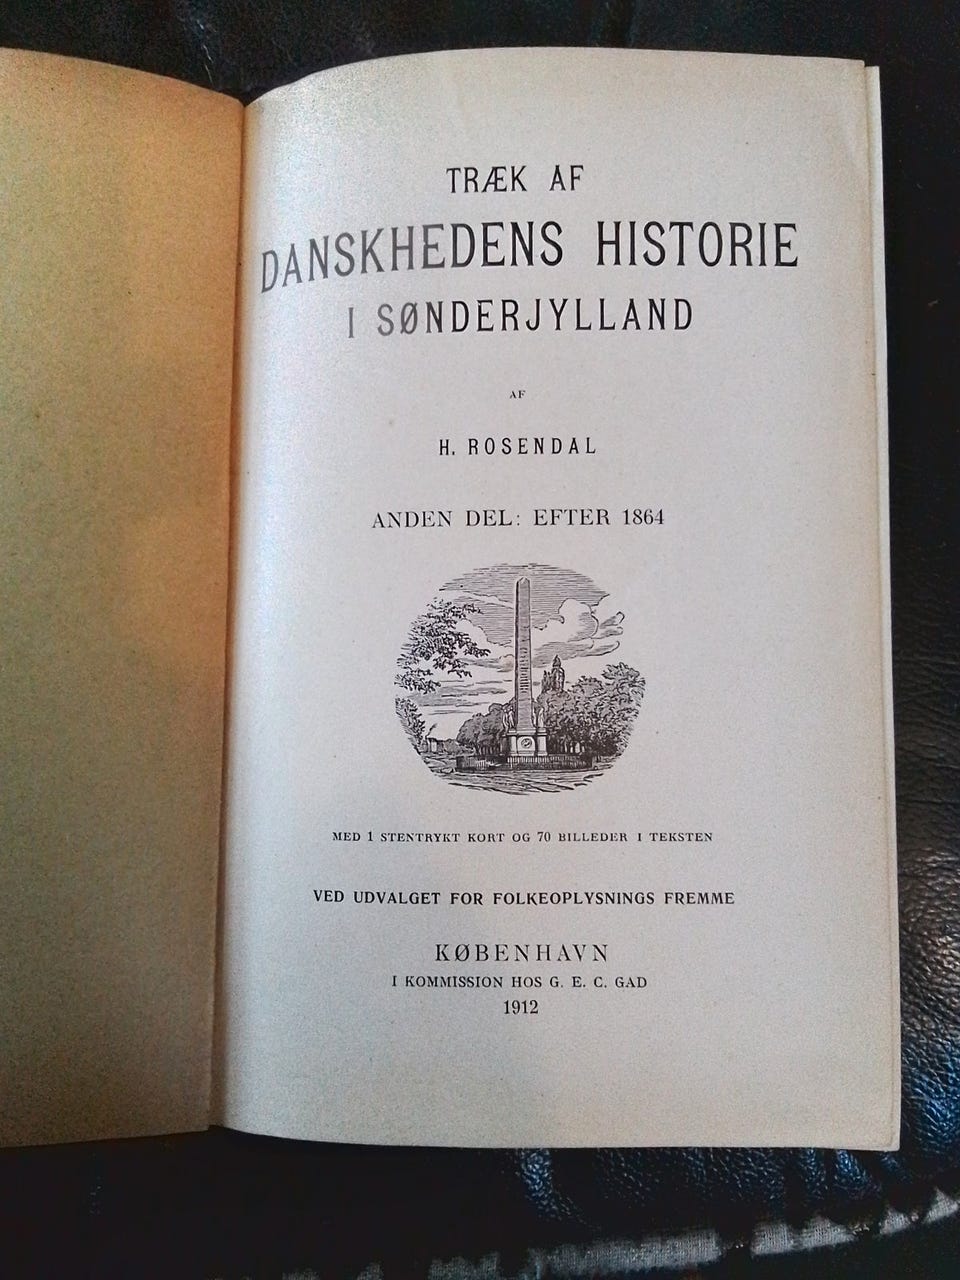 TRÆK AF
DANSKHEDENS HISTORIE
I SØNDERJYLLAND
AF
H. ROSENDAL
ANDEN DEL: EFTER 1864
MED 1 STENTRYKT KORT OG 70 BILLEDER I TEKSTEN
VED UDVALGET FOR FOLKEOPLYSNINGS FREMME
KØBENHAVN
I KOMMISSION HOS G. E. C. GAD
1912